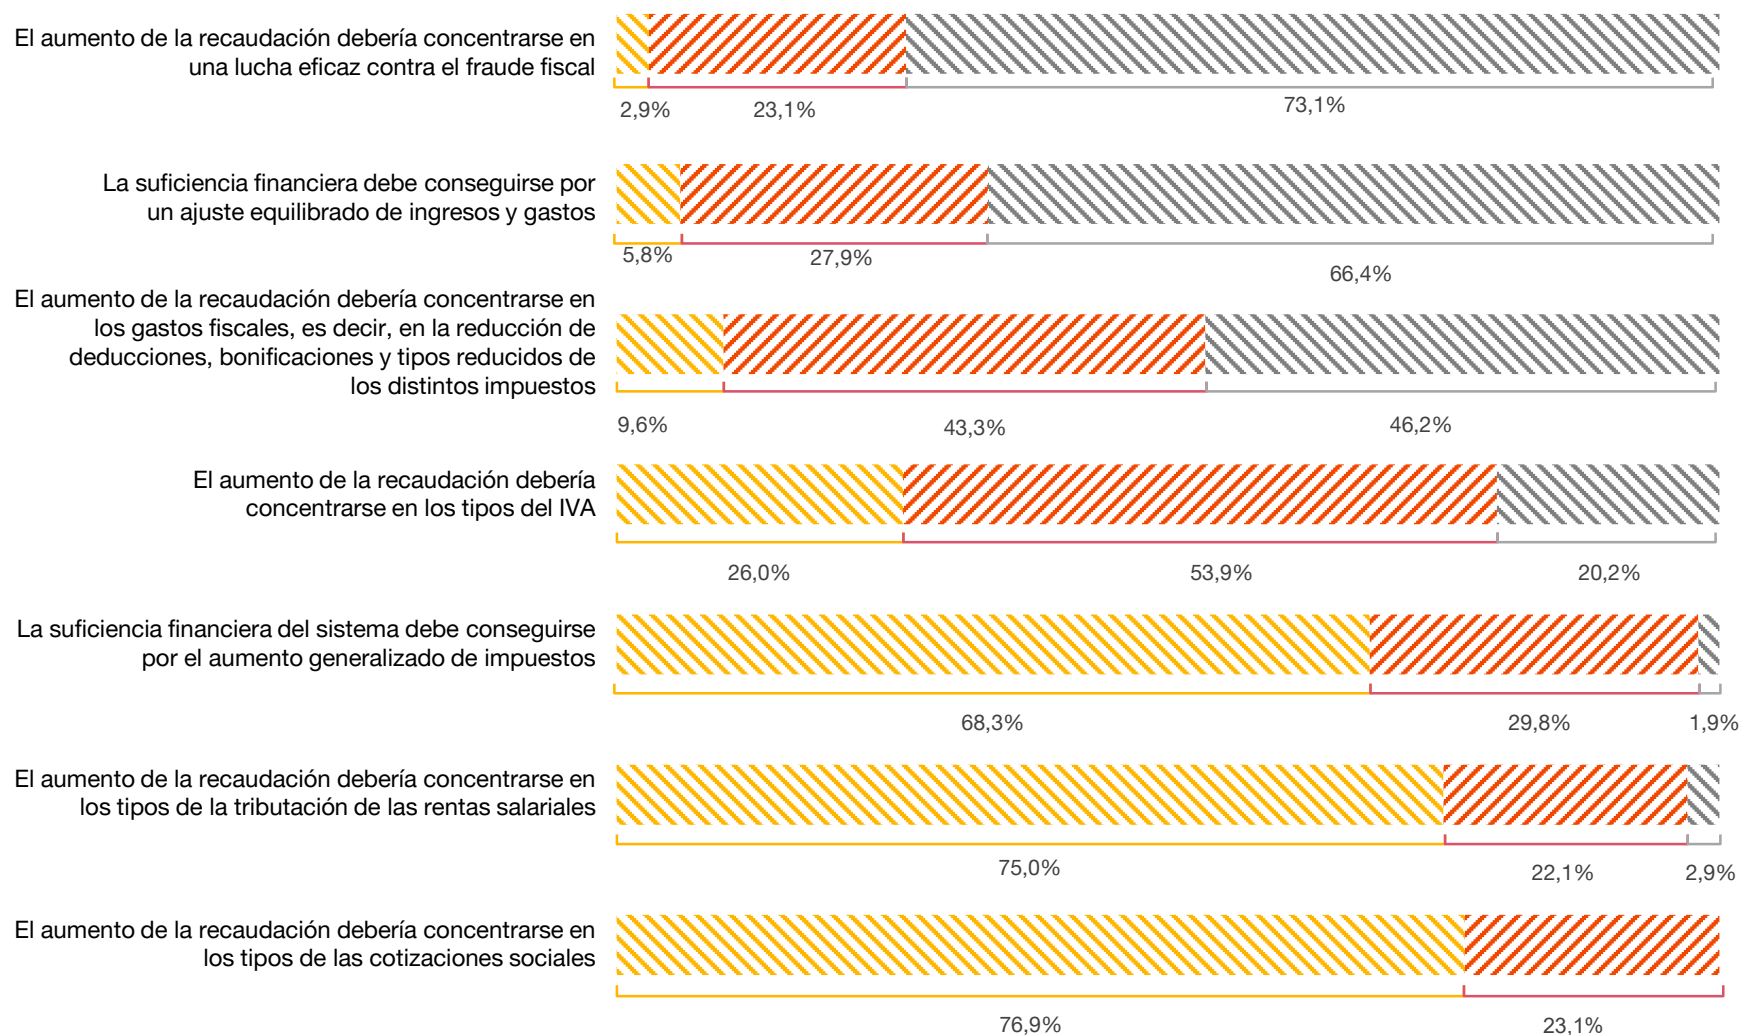 El aumento de la recaudación debería concentrarse en
una lucha eficaz contra el fraude fiscal
2,9%
23,1%
73,1%
La suficiencia financiera debe conseguirse por
un ajuste equilibrado de ingresos y gastos
5,8%
27,9%
66,4%
El aumento de la recaudación debería concentrarse en
los gastos fiscales, es decir, en la reducción de
deducciones, bonificaciones y tipos reducidos de
los distintos impuestos
9,6%
43,3%
46,2%
El aumento de la recaudación debería
concentrarse en los tipos del IVA
26,0%
53,9%
20,2%
La suficiencia financiera del sistema debe conseguirse
por el aumento generalizado de impuestos
68,3%
29,8%
1,9%
El aumento de la recaudación debería concentrarse en
los tipos de la tributación de las rentas salariales
75,0%
22,1%
2,9%
El aumento de la recaudación debería concentrarse en
los tipos de las cotizaciones sociales
76,9%
23,1%